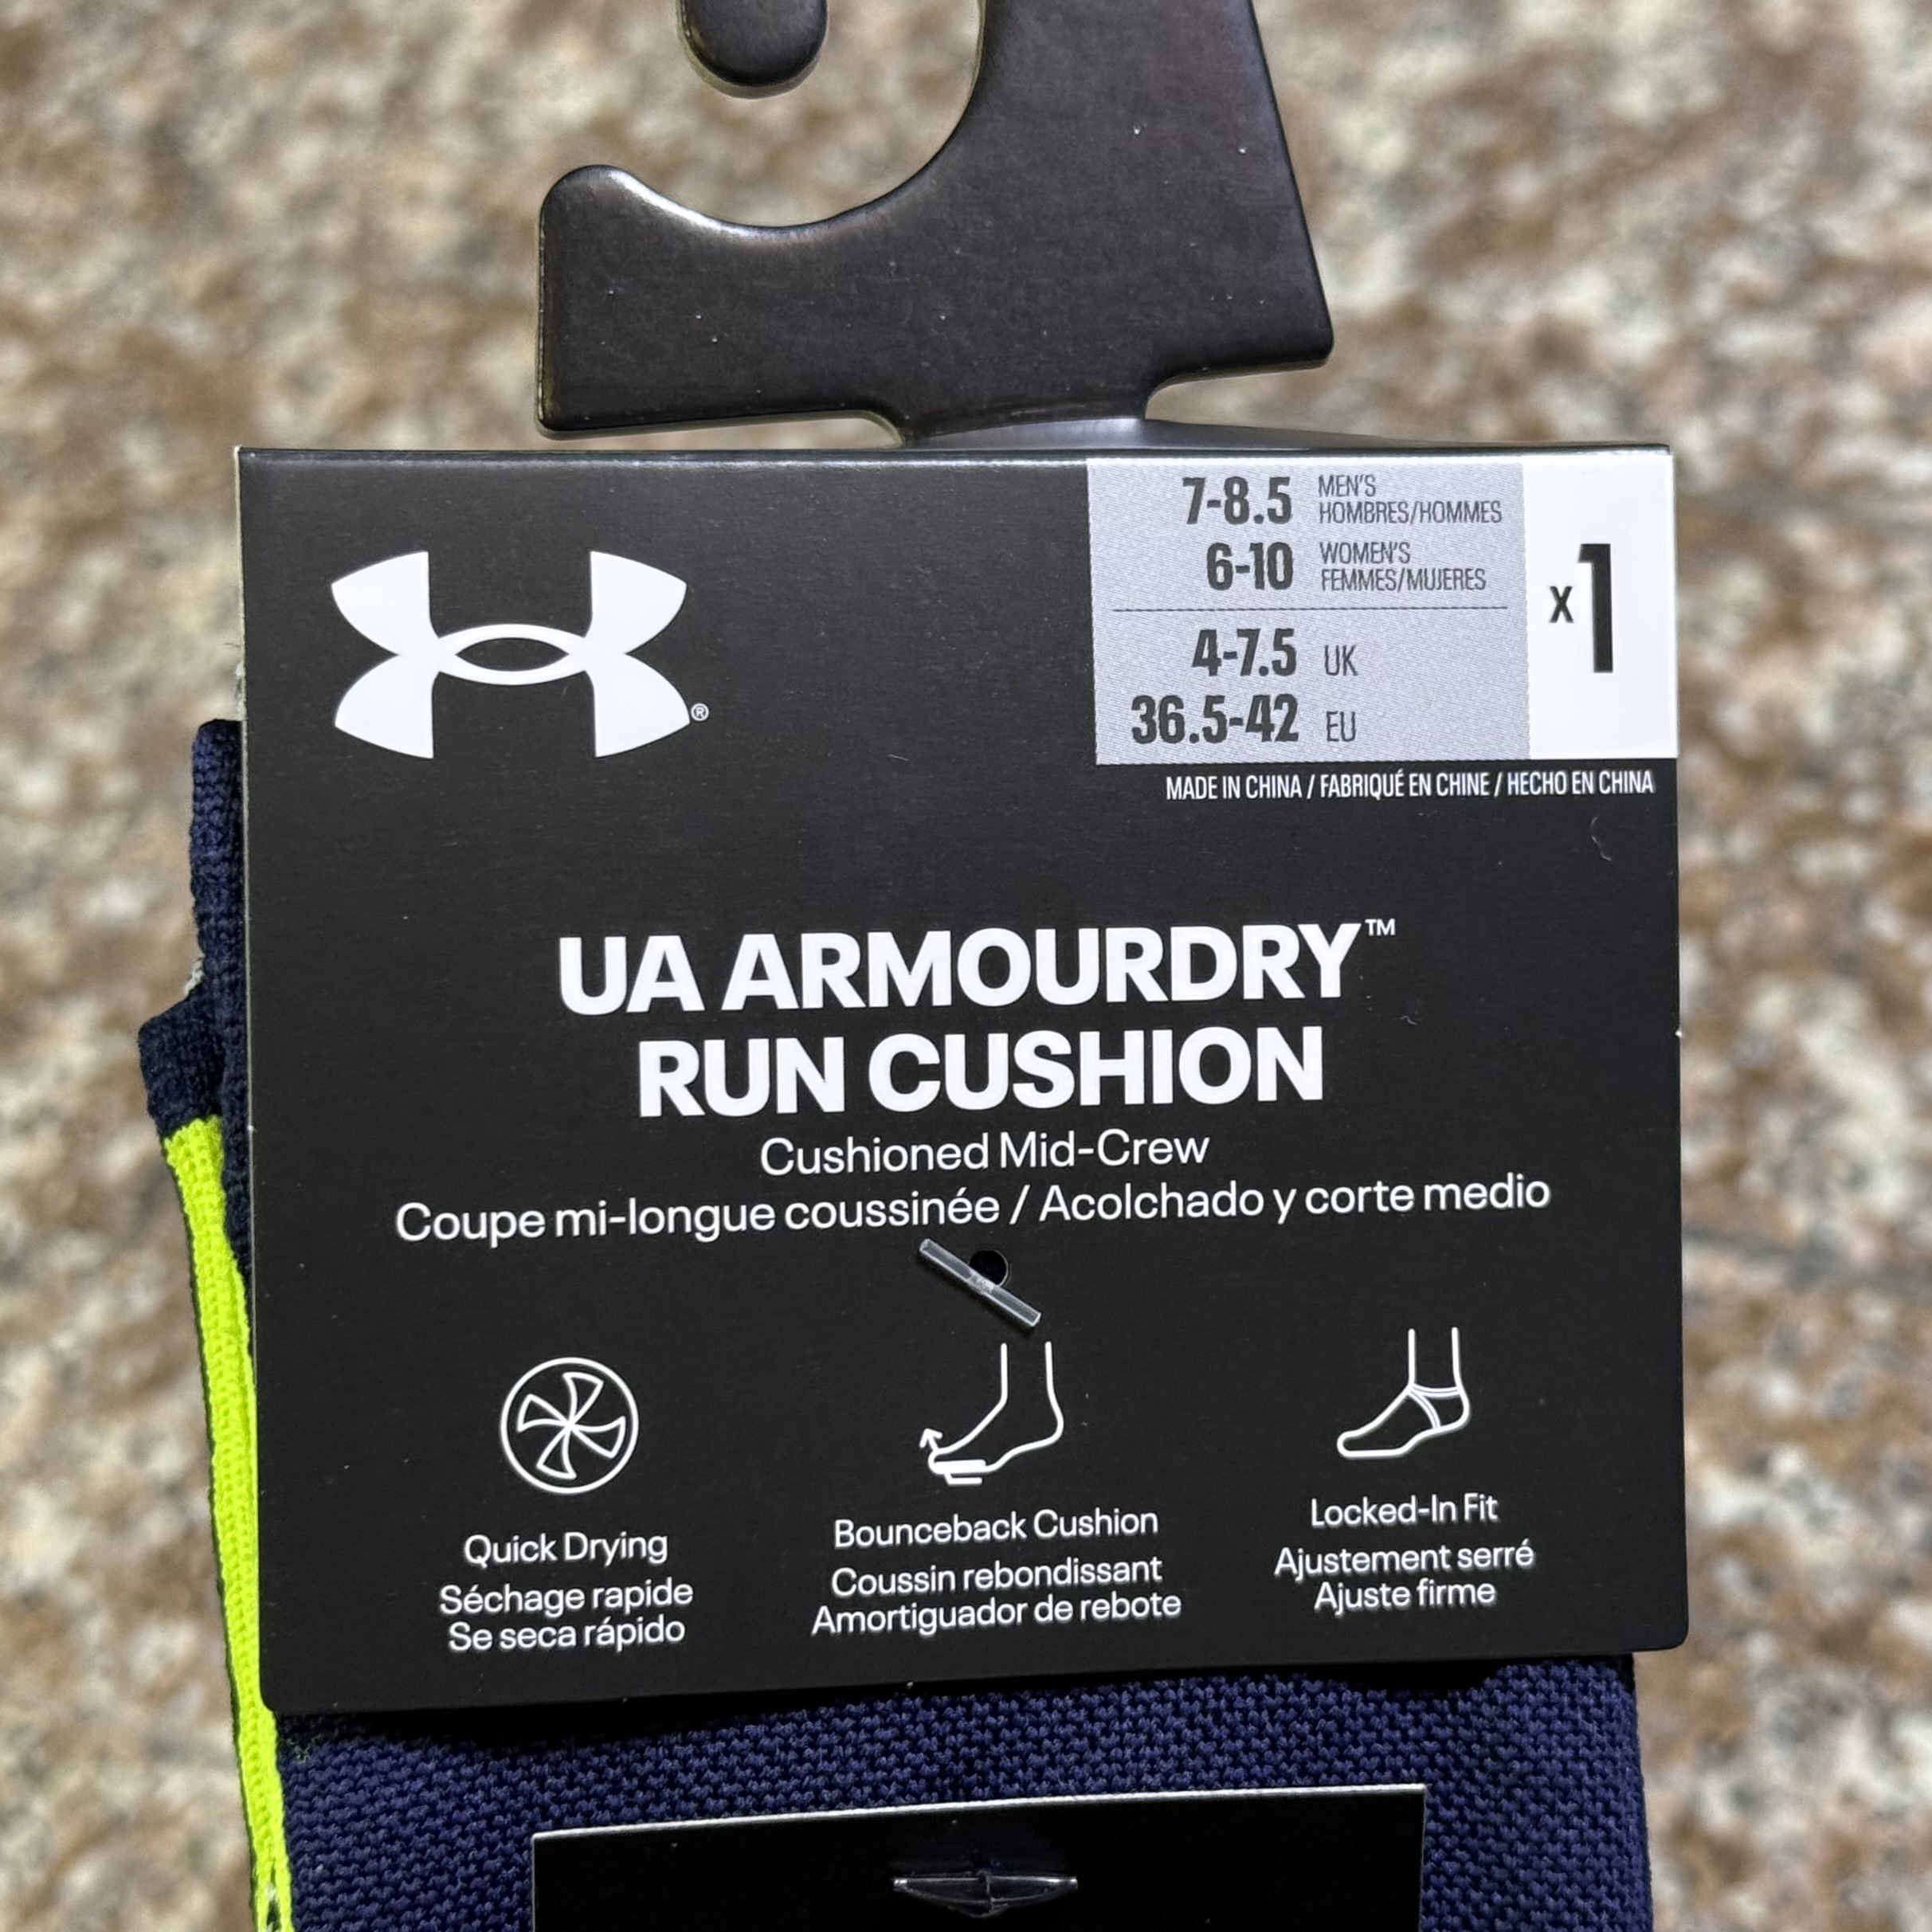 7-8.5 MEN'S
HOMBRES/HOMMES
6-10 WOMEN'S
FEMMES/MUJERES
4-7.5 UK
36.5-42 EU
x1
®
MADE IN CHINA / FABRIQUÉ EN CHINE / HECHO EN CHINA
UA ARMOURDRY™
RUN CUSHION
Cushioned Mid-Crew
Coupe mi-longue coussinée / Acolchado y corte medio
Quick Drying
Séchage rapide
Se seca rápido
Bounceback Cushion
Coussin rebondissant
Amortiguador de rebote
Locked-In Fit
Ajustement serré
Ajuste firme